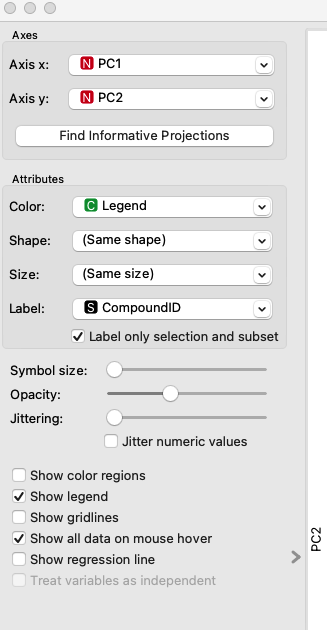 Axes
Axis x: N PC1
Axis y: N PC2
Find Informative Projections
Attributes
Color: C Legend
Shape: (Same shape)
Size: (Same size)
Label: S CompoundID
Label only selection and subset
Symbol size:
Opacity:
Jittering:
Jitter numeric values
Show color regions
Show legend
Show gridlines
Show all data on mouse hover
Show regression line
Treat variables as independent
PC2